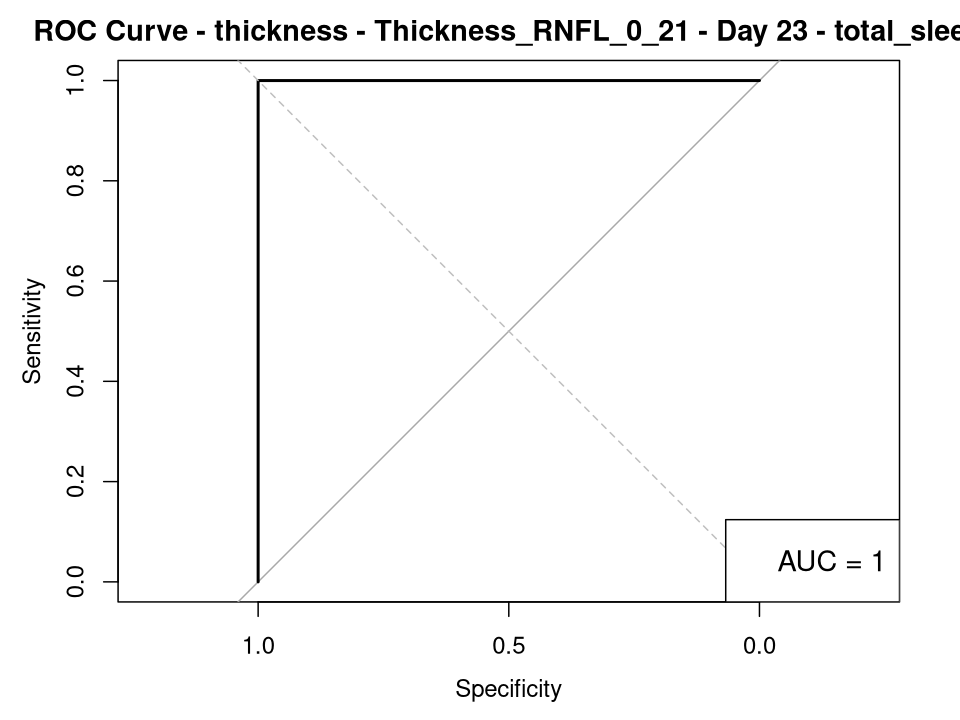 ROC Curve - thickness - Thickness_RNFL_0_21 - Day 23 - total_slee
1.0
0.8
0.6
0.4
0.2
0.0
Sensitivity
AUC = 1
1.0 0.5 0.0
Specificity